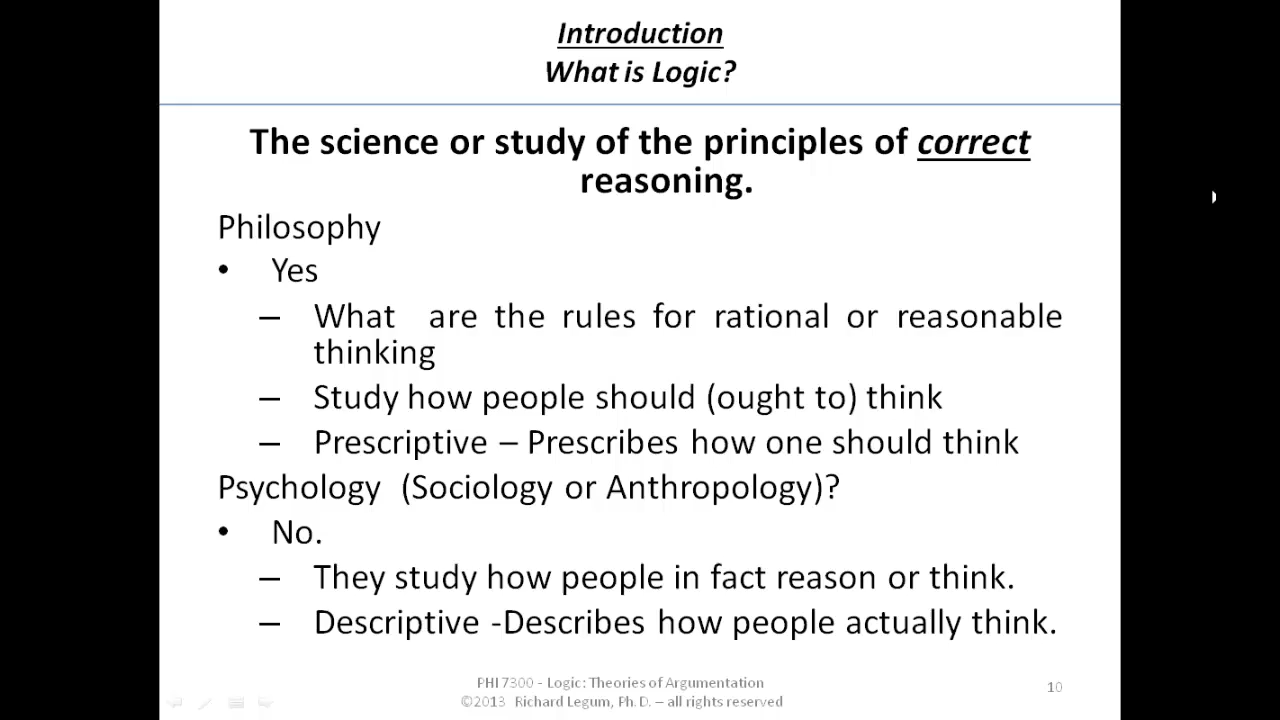 Introduction
What is Logic?
The science or study of the principles of correct
reasoning.
Philosophy
• Yes
– What are the rules for rational or reasonable
thinking
– Study how people should (ought to) think
– Prescriptive – Prescribes how one should think
Psychology (Sociology or Anthropology)?
• No.
– They study how people in fact reason or think.
– Descriptive -Describes how people actually think.
PHI 7300 - Logic: Theories of Argumentation
©2013 Richard Legum, Ph. D. – all rights reserved
10